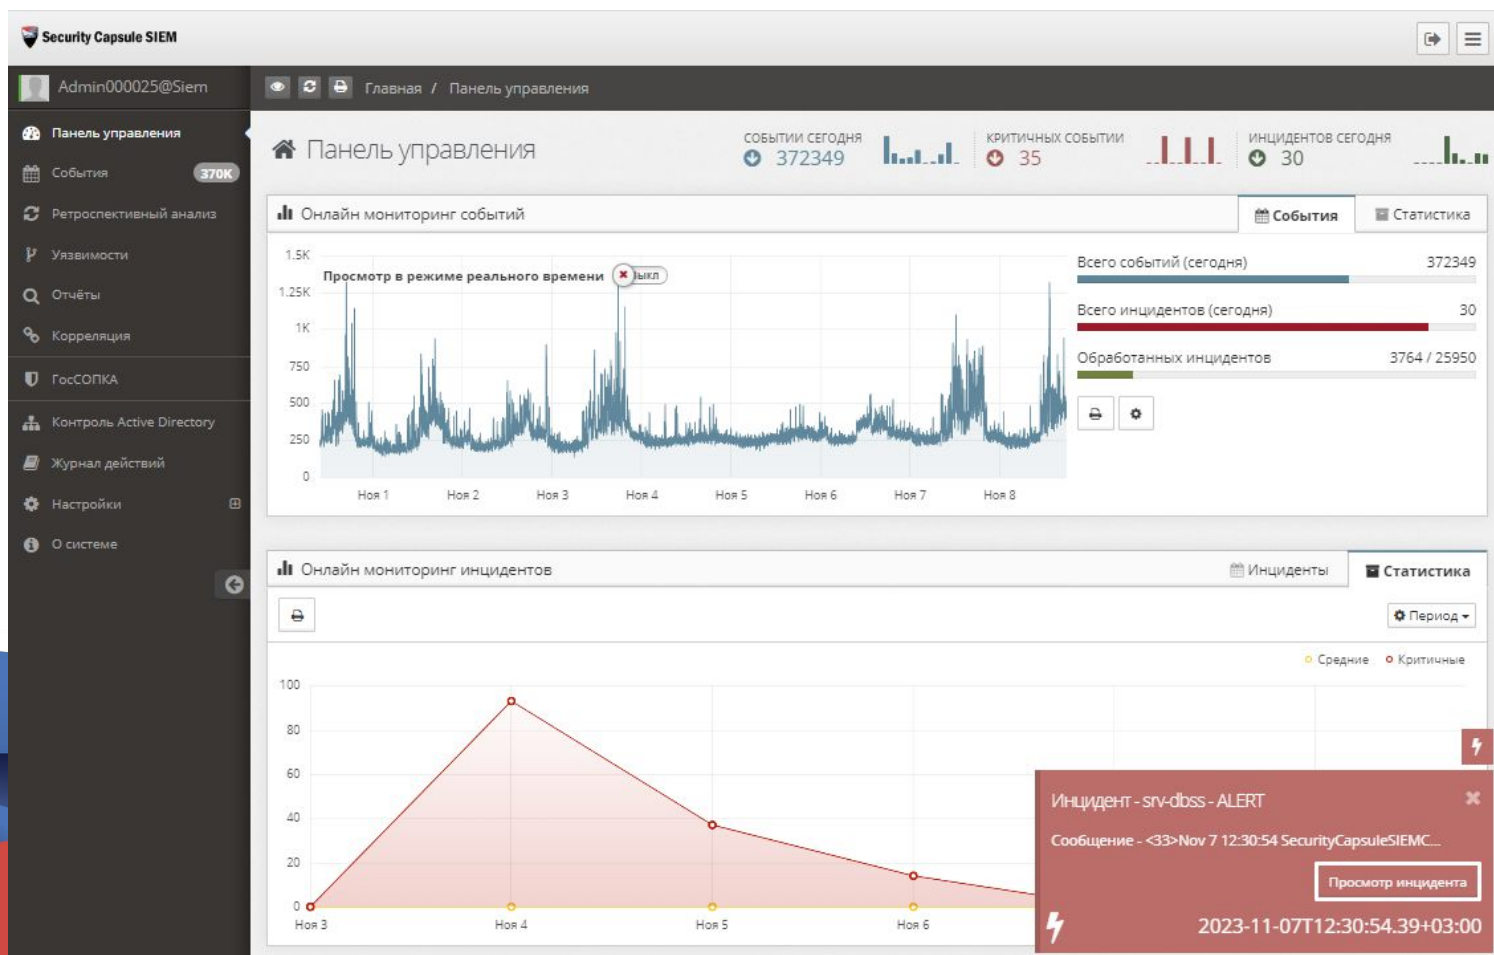 Security Capsule SIEM
Admin000025@Siem
Главная / Панель управления
Панель управления
События 370K
Ретроспективный анализ
Уязвимости
Отчёты
Корреляция
ГосСОПКА
Контроль Active Directory
Журнал действий
Настройки
О системе
Панель управления
СОБЫТИИ СЕГОДНЯ
372349
КРИТИЧНЫХ СОБЫТИИ
35
ИНЦИДЕНТОВ СЕГОДНЯ
30
Онлайн мониторинг событий
События Статистика
1.5K
1.25K
1K
750
500
250
0
Просмотр в режиме реального времени
Ноя 1 Ноя 2 Ноя 3 Ноя 4 Ноя 5 Ноя 6 Ноя 7 Ноя 8
Всего событий (сегодня) 372349
Всего инцидентов (сегодня) 30
Обработанных инцидентов 3764 / 25950
Онлайн мониторинг инцидентов
Инциденты Статистика
Период
Средние Критичные
100
80
60
40
20
0
Ноя 3 Ноя 4 Ноя 5 Ноя 6
Инцидент - srv-dbss - ALERT
Сообщение - <33>Nov 7 12:30:54 SecurityCapsuleSIEMC...
Просмотр инцидента
2023-11-07T12:30:54.39+03:00